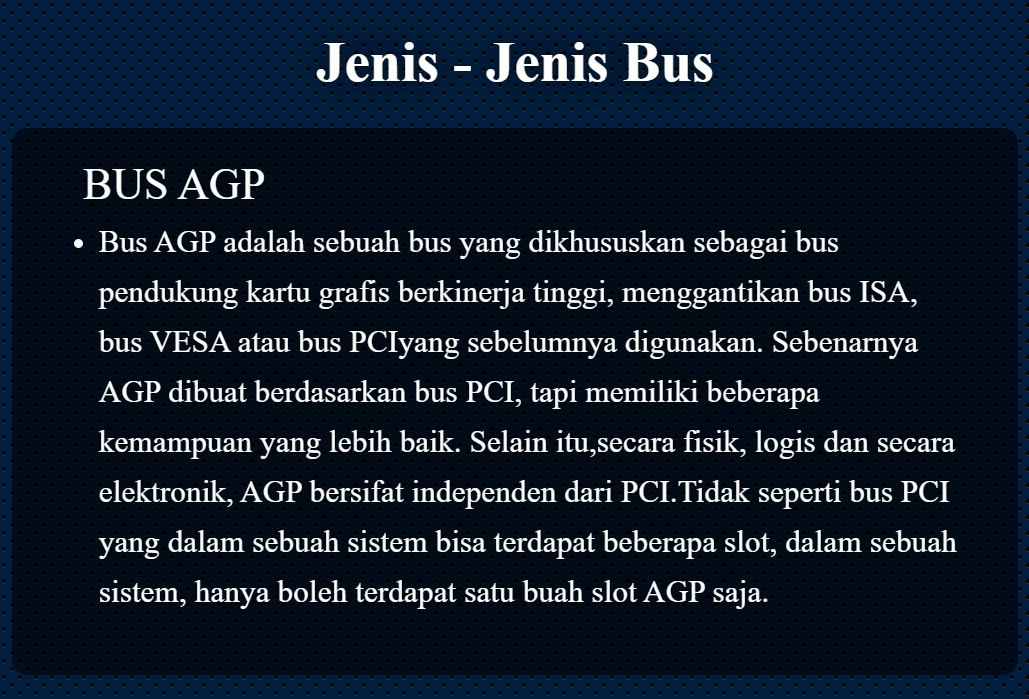 Jenis - Jenis Bus
BUS AGP
• Bus AGP adalah sebuah bus yang dikhususkan sebagai bus
pendukung kartu grafis berkinerja tinggi, menggantikan bus ISA,
bus VESA atau bus PCIyang sebelumnya digunakan. Sebenarnya
AGP dibuat berdasarkan bus PCI, tapi memiliki beberapa
kemampuan yang lebih baik. Selain itu,secara fisik, logis dan secara
elektronik, AGP bersifat independen dari PCI.Tidak seperti bus PCI
yang dalam sebuah sistem bisa terdapat beberapa slot, dalam sebuah
sistem, hanya boleh terdapat satu buah slot AGP saja.